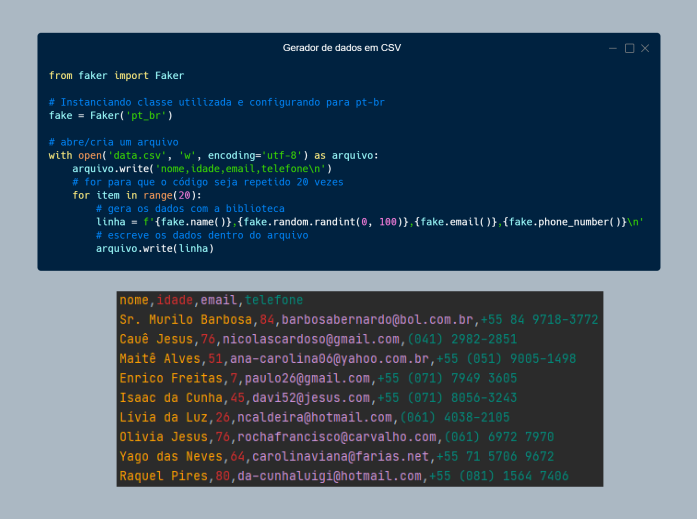 Gerador de dados em CSV
from faker import Faker
# Instanciando classe utilizada e configurando para pt-br
fake = Faker('pt_br')
# abre/cria um arquivo
with open('data.csv', 'w', encoding='utf-8') as arquivo:
    arquivo.write('nome,idade,email,telefone\n')
    # for para que o código seja repetido 20 vezes
    for item in range(20):
        # gera os dados com a biblioteca
        linha = f'{fake.name()},{fake.random.randint(0, 100)},{fake.email()},{fake.phone_number()}\n'
        # escreve os dados dentro do arquivo
        arquivo.write(linha)
nome,idade,email,telefone
Sr. Murilo Barbosa,84,barbosabernardo@bol.com.br,+55 84 9718-3772
Cauê Jesus,76,nicolascardoso@gmail.com,(041) 2982-2851
Maitê Alves,51,ana-carolina06@yahoo.com.br,+55 (051) 9005-1498
Enrico Freitas,7,paulo26@gmail.com,+55 (071) 7949 3605
Isaac da Cunha,45,davi52@jesus.com,+55 (071) 8056-3243
Lívia da Luz,26,ncaldeira@hotmail.com,(061) 4038-2105
Olivia Jesus,76,rochafrancisco@carvalho.com,(061) 6972 7970
Yago das Neves,64,carolinaviana@farias.net,+55 71 5706 9672
Raquel Pires,80,da-cunhaluigi@hotmail.com,+55 (081) 1564 7406